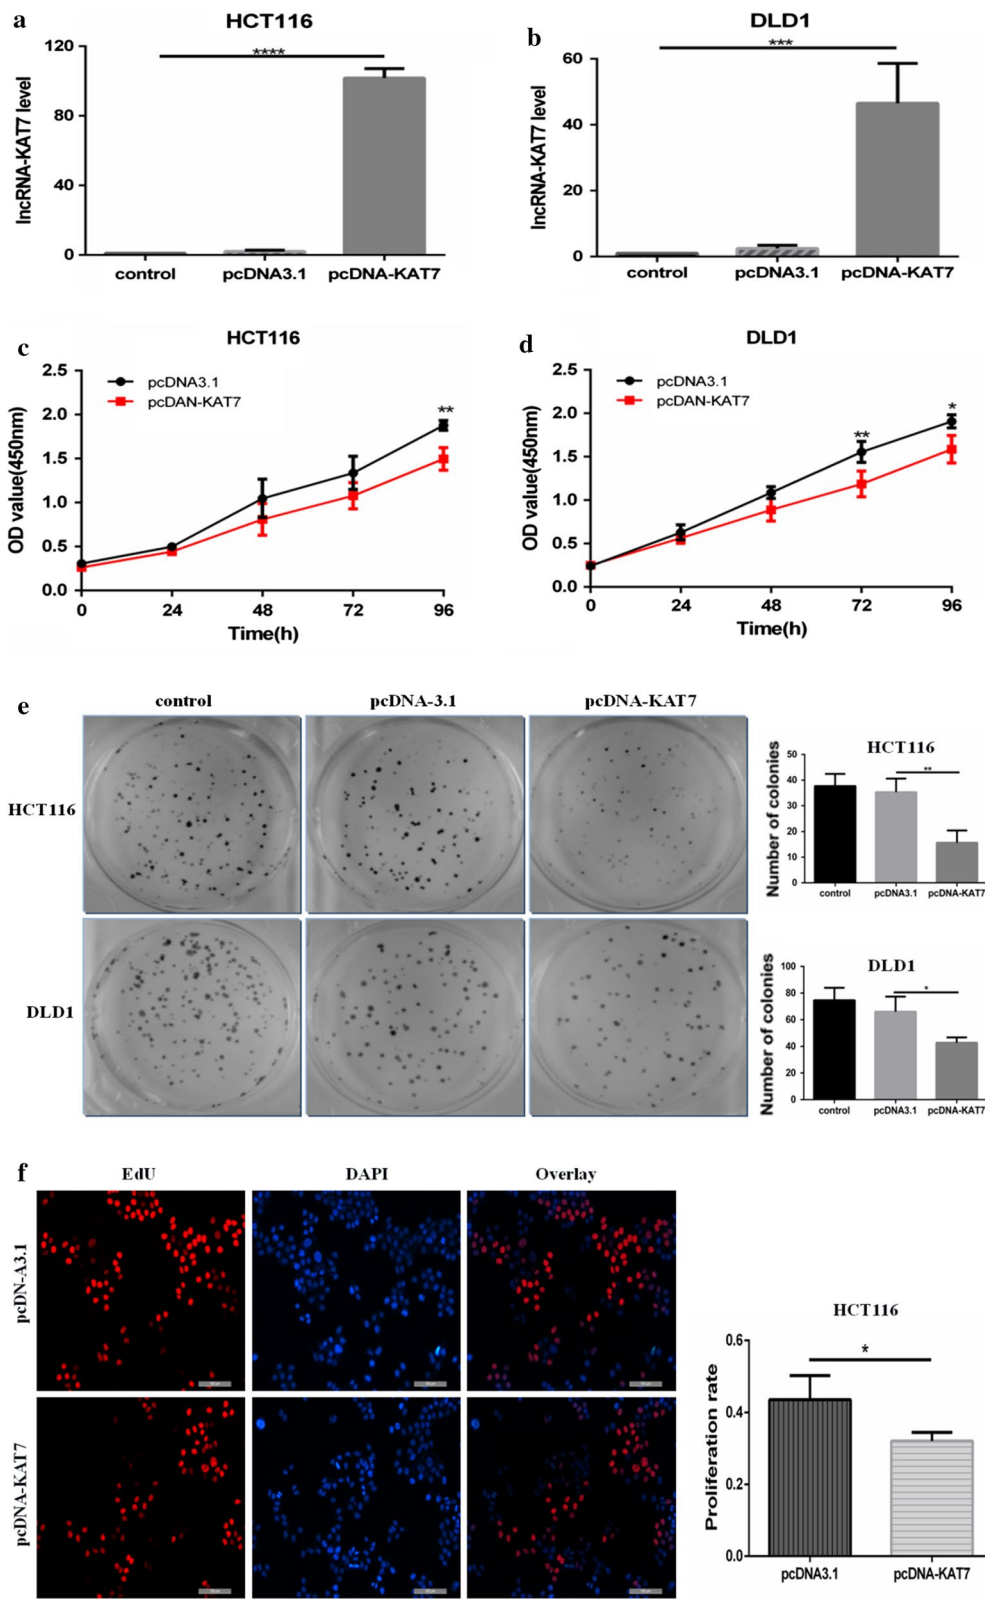 a
HCT116
lncRNA-KAT7 level
120
80
40
0
****
control
pcDNA3.1
pcDNA-KAT7
b
DLD1
lncRNA-KAT7 level
60
40
20
0
***
control
pcDNA3.1
pcDNA-KAT7
c
HCT116
OD value(450nm)
2.5
2.0
1.5
1.0
0.5
0.0
pcDNA3.1
pcDAN-KAT7
**
0
24
48
72
96
Time(h)
d
DLD1
OD value(450nm)
2.5
2.0
1.5
1.0
0.5
0.0
pcDNA3.1
pcDAN-KAT7
**
*
0
24
48
72
96
Time(h)
e
control
pcDNA-3.1
pcDNA-KAT7
HCT116
DLD1
HCT116
Number of colonies
50
40
30
20
10
0
**
control
pcDNA3.1
pcDNA-KAT7
DLD1
Number of colonies
100
80
60
40
20
0
*
control
pcDNA3.1
pcDNA-KAT7
f
EdU
DAPI
Overlay
pcDN-A3.1
pcDNA-KAT7
HCT116
Proliferation rate
0.6
0.4
0.2
0.0
*
pcDNA3.1
pcDNA-KAT7